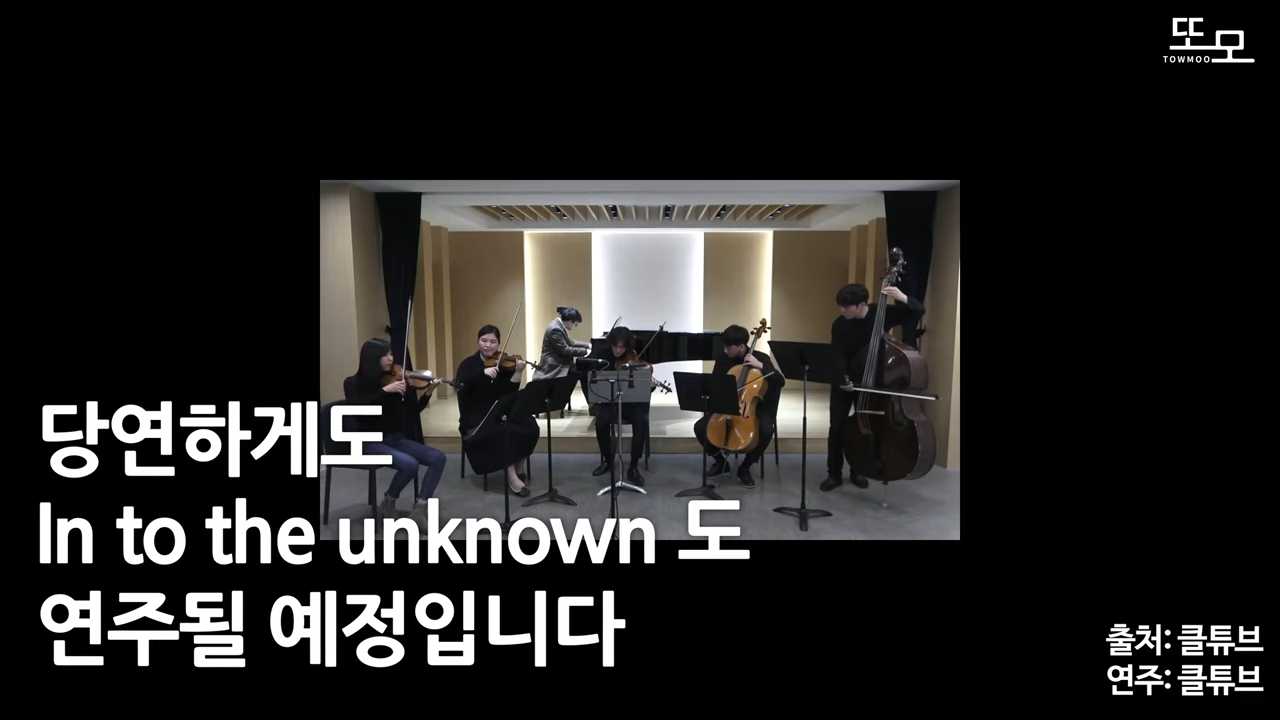 또모
TOWMOO
당연하게도
In to the unknown 도
연주될 예정입니다
출처: 클튜브
연주: 클튜브